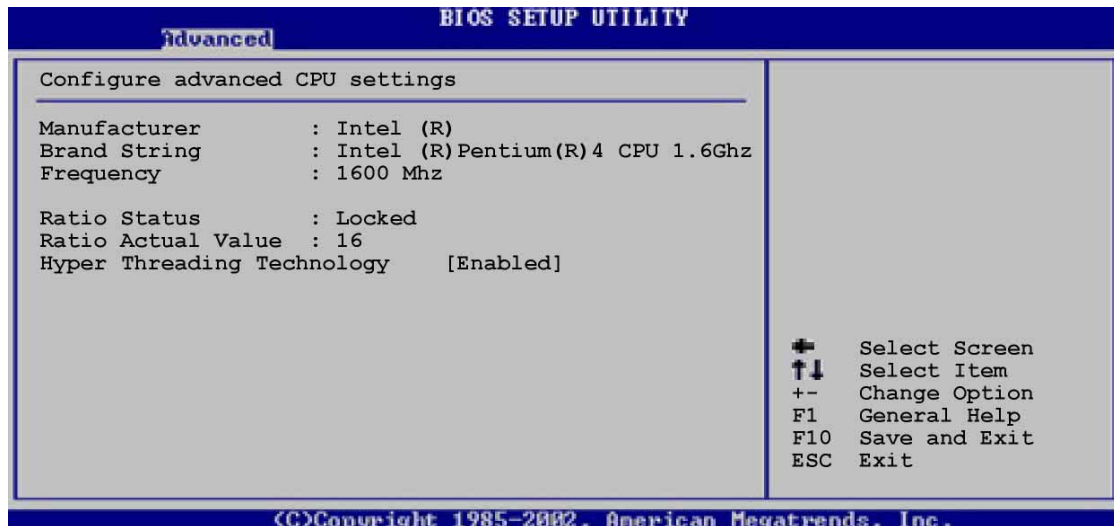 BIOS SETUP UTILITY
Advanced
Configure advanced CPU settings
Manufacturer : Intel (R)
Brand String : Intel (R)Pentium(R)4 CPU 1.6Ghz
Frequency : 1600 Mhz
Ratio Status : Locked
Ratio Actual Value : 16
Hyper Threading Technology [Enabled]
← Select Screen
↑↓ Select Item
+- Change Option
F1 General Help
F10 Save and Exit
ESC Exit
(C)Copyright 1985-2002, American Megatrends, Inc.